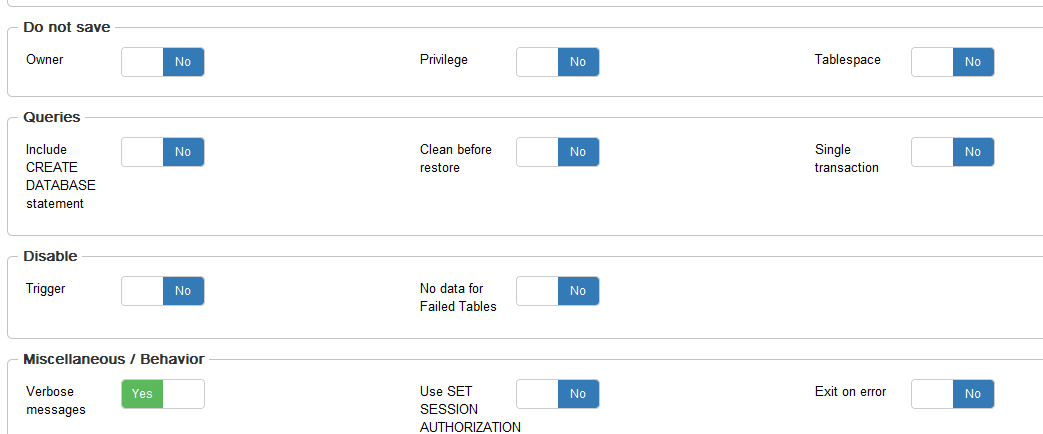 Do not save
Owner No Privilege No Tablespace No
Queries
Include No Clean before No Single No
CREATE restore transaction
DATABASE
statement
Disable
Trigger No No data for No
Failed Tables
Miscellaneous / Behavior
Verbose Yes Use SET No Exit on error No
messages SESSION
AUTHORIZATION